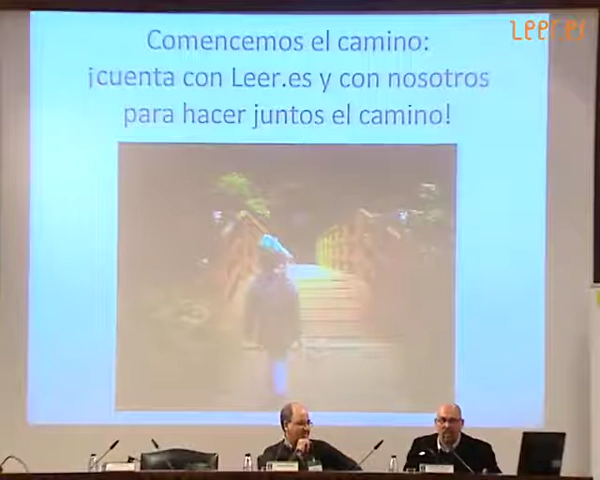 Leer.es
Comencemos el camino:
¡cuenta con Leer.es y con nosotros
para hacer juntos el camino!